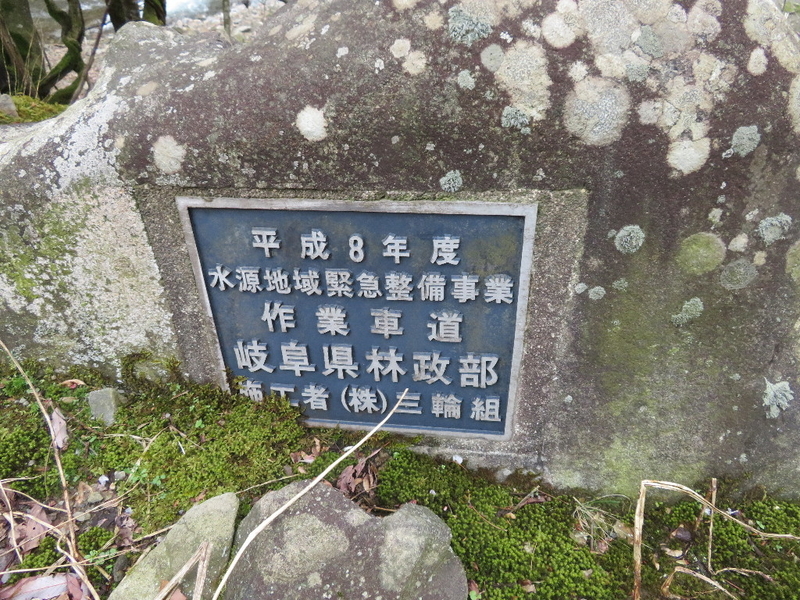 平成8年度
水源地域緊急整備事業
作業車道
岐阜県林政部
施工者(株)三輪組